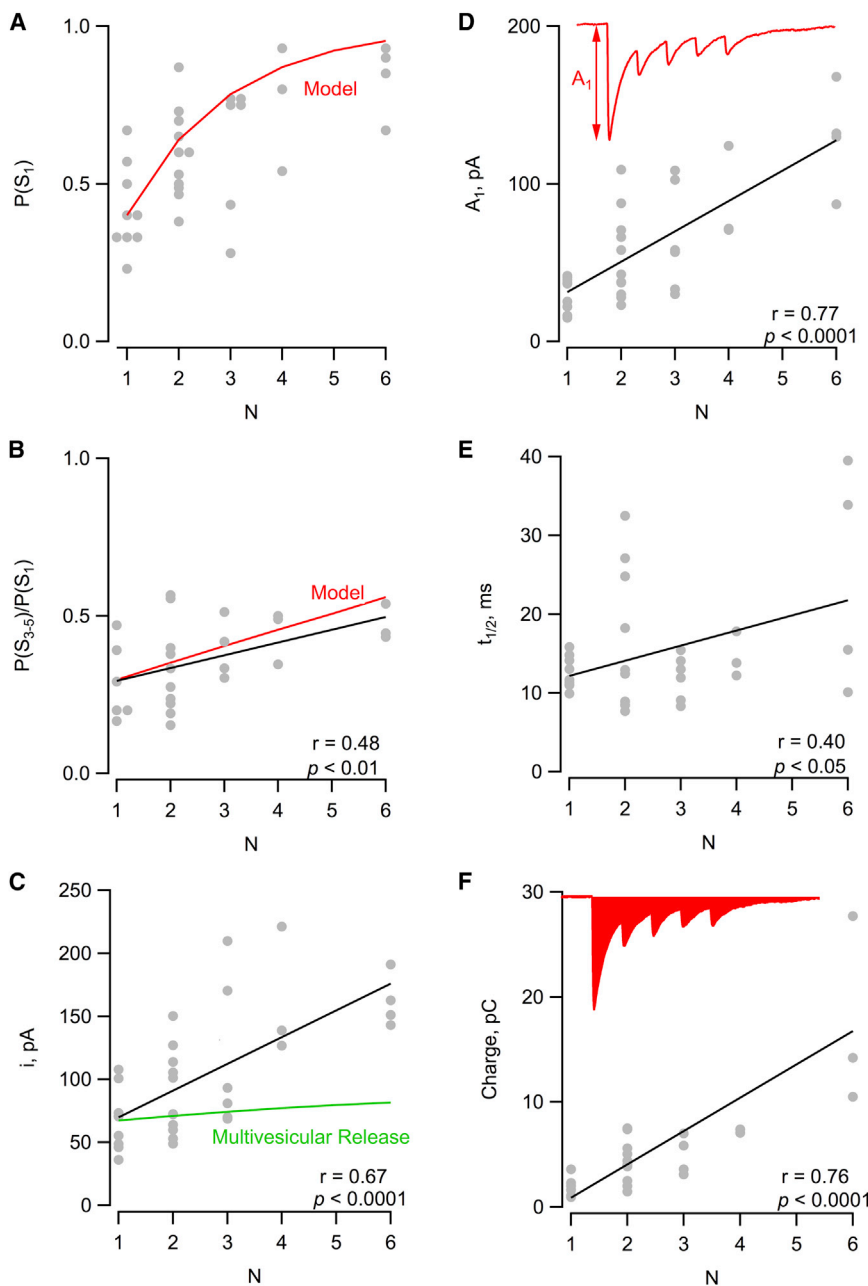 A
1.0
0.5
0.0
P(S₁)
Model
1 2 3 4 5 6
N
B
1.0
0.5
0.0
P(S₃₋₅)/P(S₁)
Model
r = 0.48
p < 0.01
1 2 3 4 5 6
N
C
250
200
150
100
50
0
i, pA
Multivesicular Release
r = 0.67
p < 0.0001
1 2 3 4 5 6
N
D
200
100
0
A₁, pA
A₁
r = 0.77
p < 0.0001
1 2 3 4 5 6
N
E
40
30
20
10
0
t₁/₂, ms
r = 0.40
p < 0.05
1 2 3 4 5 6
N
F
30
20
10
0
Charge, pC
r = 0.76
p < 0.0001
1 2 3 4 5 6
N